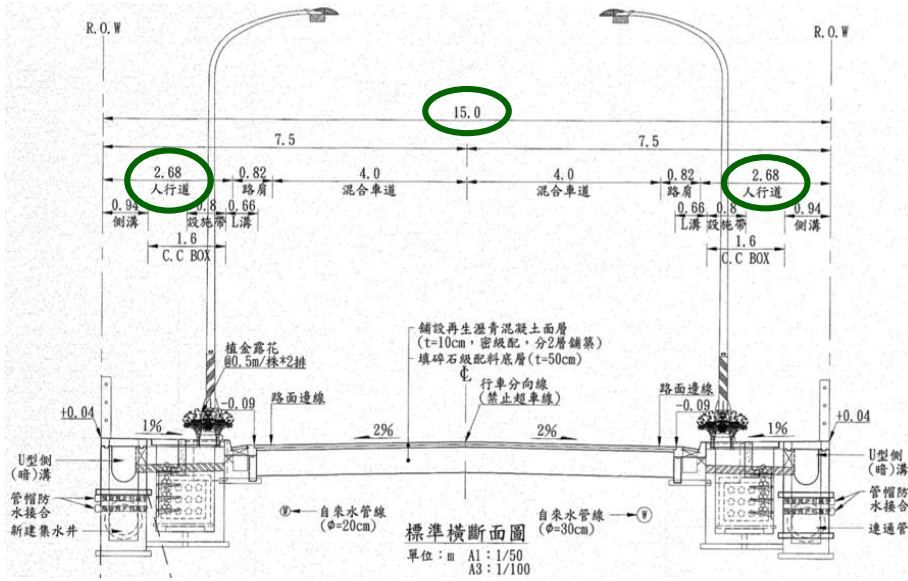 R.O.W
R.O.W
15.0
7.5
7.5
2.68
人行道
0.82
路肩
4.0
混合車道
4.0
混合車道
0.82
路肩
2.68
人行道
0.94
側溝
0.8
設施帶
0.66
L溝
0.66
L溝
0.8
設施帶
0.94
側溝
1.6
C.C BOX
1.6
C.C BOX
舖設再生瀝青混凝土面層
(t=10cm，密級配，分2層舖築)
填碎石級配料底層(t=50cm)
植金露花
@0.5m/株*2排
行車分向線
(禁止超車線)
路面邊線
路面邊線
+0.04
1%
-0.09
2%
2%
-0.09
1%
+0.04
U型側
(暗)溝
管帽防
水接合
新建集水井
U型側
(暗)溝
管帽防
水接合
連通管
W
自來水管線
(Φ=20cm)
自來水管線
(Φ=30cm)
W
標準橫斷面圖
單位：m A1：1/50
A3：1/100